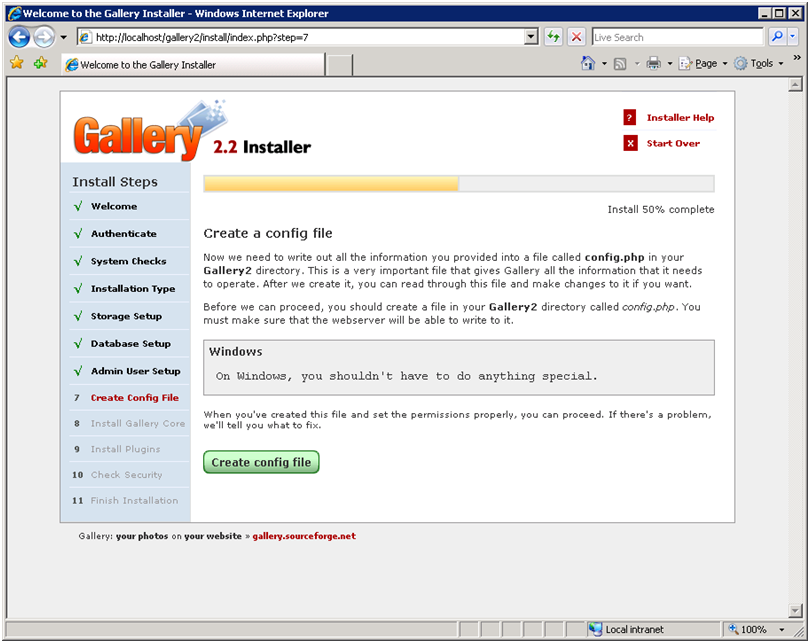 Welcome to the Gallery Installer - Windows Internet Explorer
http://localhost/gallery2/install/index.php?step=7
Live Search
Welcome to the Gallery Installer
Page
Tools
Gallery 2.2 Installer
? Installer Help
x Start Over
Install Steps
√ Welcome
√ Authenticate
√ System Checks
√ Installation Type
√ Storage Setup
√ Database Setup
√ Admin User Setup
7 Create Config File
8 Install Gallery Core
9 Install Plugins
10 Check Security
11 Finish Installation
Install 50% complete
Create a config file
Now we need to write out all the information you provided into a file called config.php in your
Gallery2 directory. This is a very important file that gives Gallery all the information that it needs
to operate. After we create it, you can read through this file and make changes to it if you want.
Before we can proceed, you should create a file in your Gallery2 directory called config.php. You
must make sure that the webserver will be able to write to it.
Windows
On Windows, you shouldn't have to do anything special.
When you've created this file and set the permissions properly, you can proceed. If there's a problem,
we'll tell you what to fix.
Create config file
Gallery: your photos on your website » gallery.sourceforge.net
Local intranet
100%